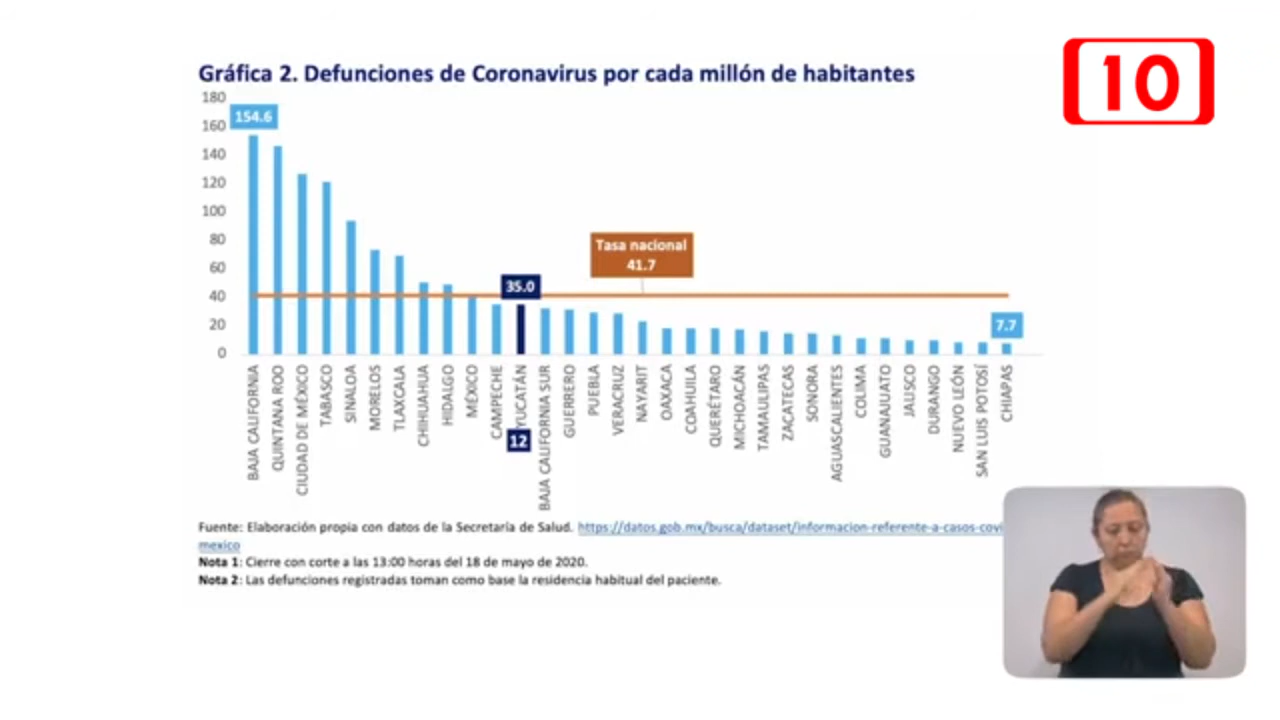 10
Gráfica 2. Defunciones de Coronavirus por cada millón de habitantes
180
160
140
120
100
80
60
40
20
0
154.6
35.0
Tasa nacional
41.7
7.7
BAJA CALIFORNIA
QUINTANA ROO
CIUDAD DE MÉXICO
TABASCO
SINALOA
MORELOS
TLAXCALA
CHIHUAHUA
HIDALGO
MÉXICO
CAMPECHE
YUCATÁN
12
BAJA CALIFORNIA SUR
GUERRERO
PUEBLA
VERACRUZ
NAYARIT
OAXACA
COAHUILA
QUERÉTARO
MICHOACÁN
TAMAULIPAS
ZACATECAS
SONORA
AGUASCALIENTES
COLIMA
GUANAJUATO
JALISCO
DURANGO
NUEVO LEÓN
SAN LUIS POTOSÍ
CHIAPAS
Fuente: Elaboración propia con datos de la Secretaría de Salud. https://datos.gob.mx/busca/dataset/informacion-referente-a-casos-covi
mexico
Nota 1: Cierre con corte a las 13:00 horas del 18 de mayo de 2020.
Nota 2: Las defunciones registradas toman como base la residencia habitual del paciente.